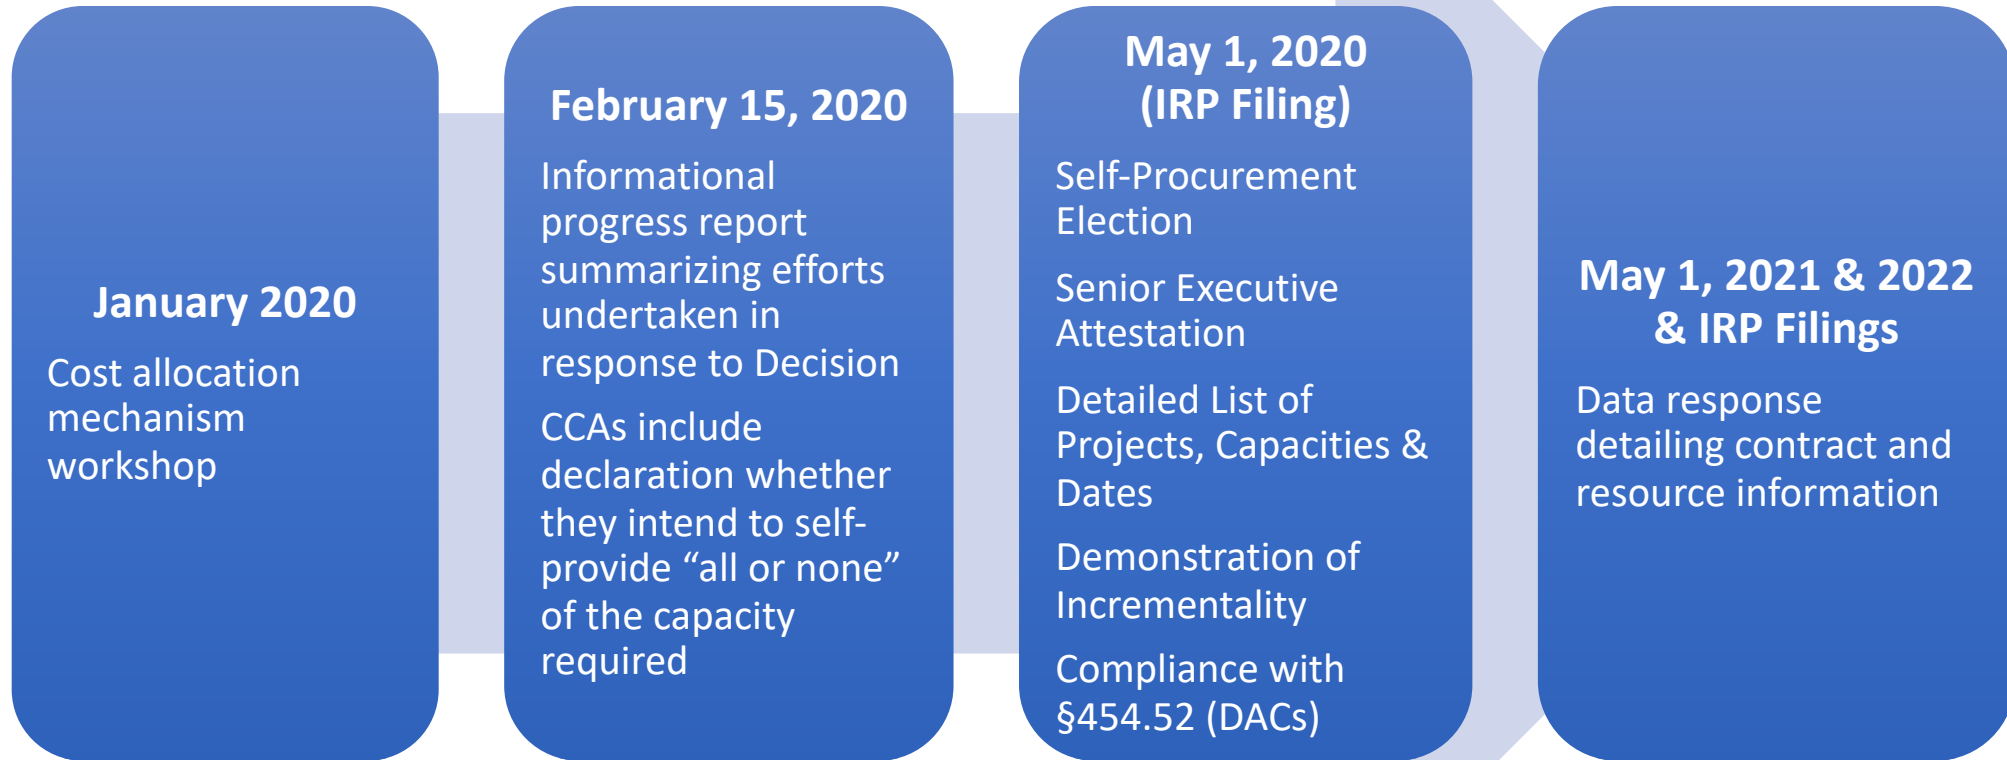 January 2020
Cost allocation
mechanism
workshop
February 15, 2020
Informational
progress report
summarizing efforts
undertaken in
response to Decision
CCAs include
declaration whether
they intend to self-
provide “all or none”
of the capacity
required
May 1, 2020
(IRP Filing)
Self-Procurement
Election
Senior Executive
Attestation
Detailed List of
Projects, Capacities &
Dates
Demonstration of
Incrementality
Compliance with
§454.52 (DACs)
May 1, 2021 & 2022
& IRP Filings
Data response
detailing contract and
resource information